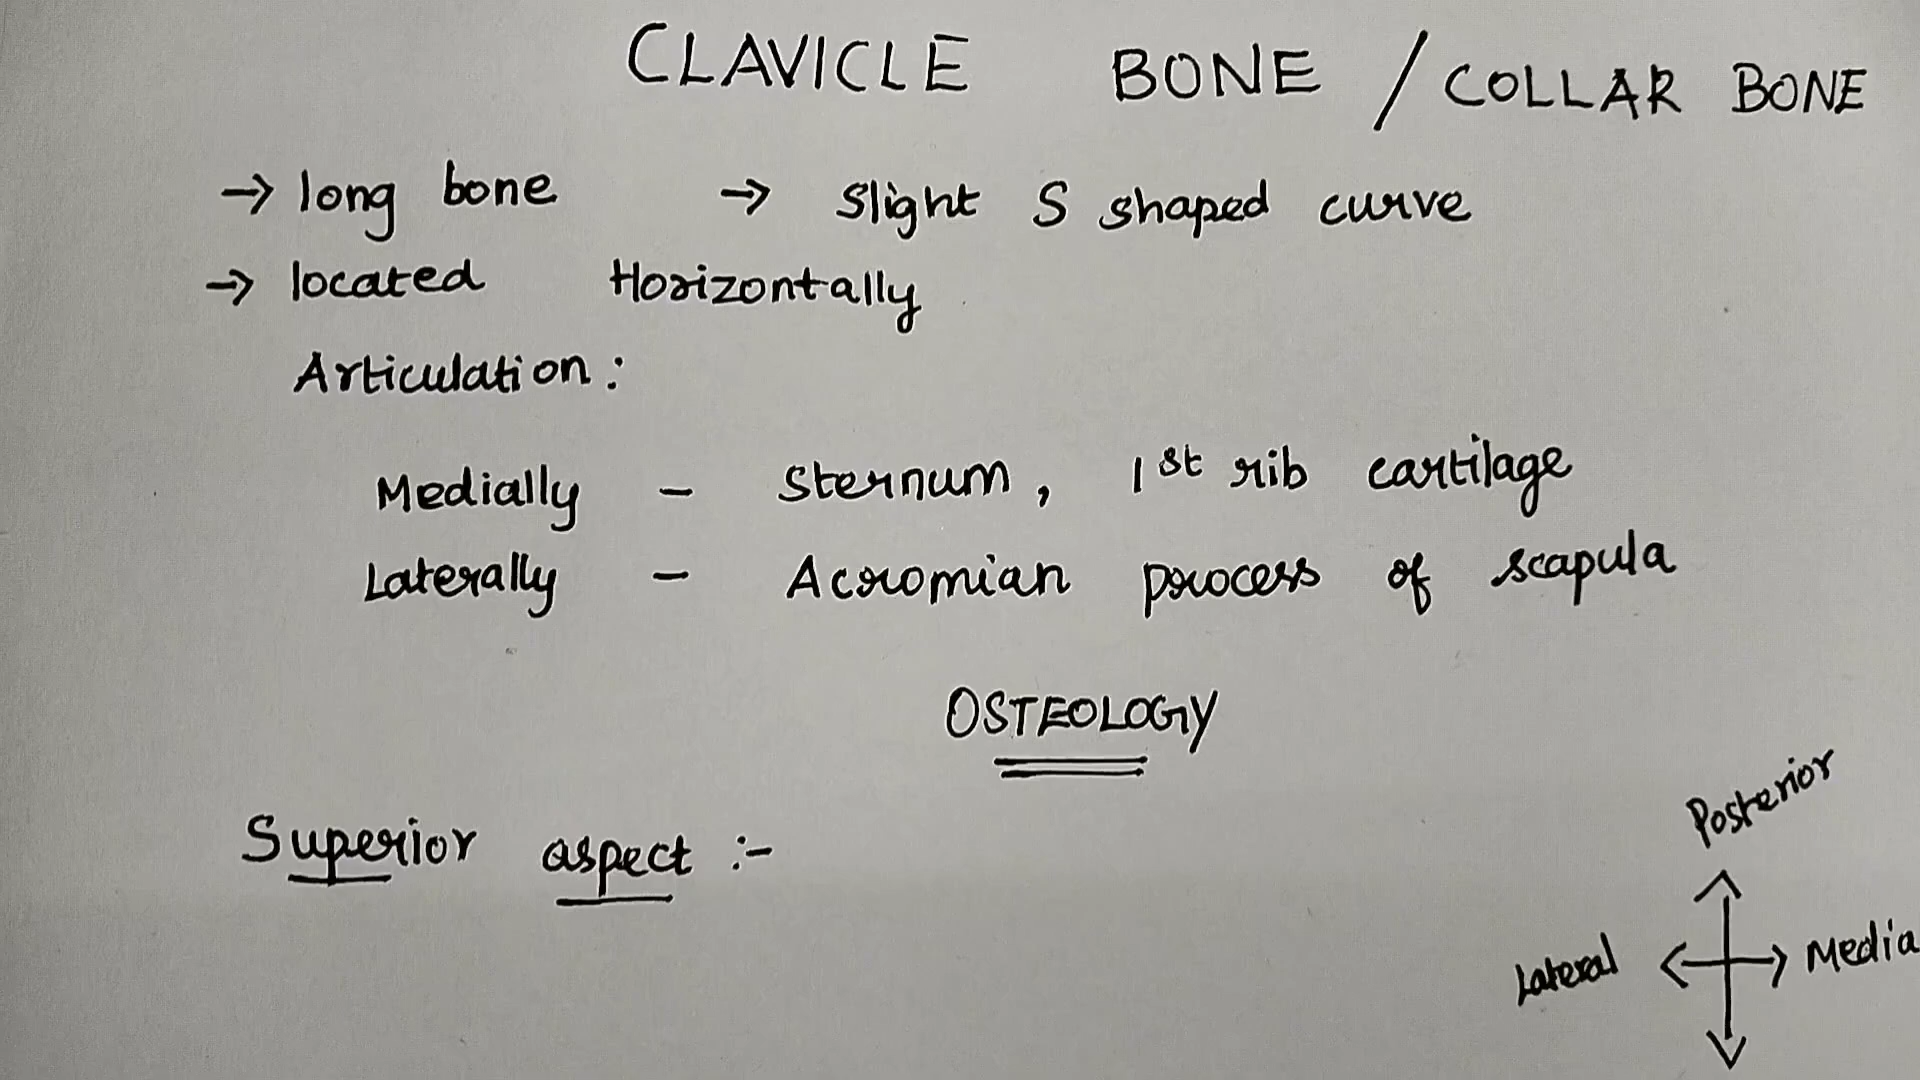 CLAVICLE BONE / COLLAR BONE
→ long bone → Slight S shaped curve
→ located Horizontally
Articulation :
Medially - Sternum, 1st rib cartilage
Laterally - Acromian process of scapula
OSTEOLOGY
Superior aspect :-
Posterior
Lateral
Media